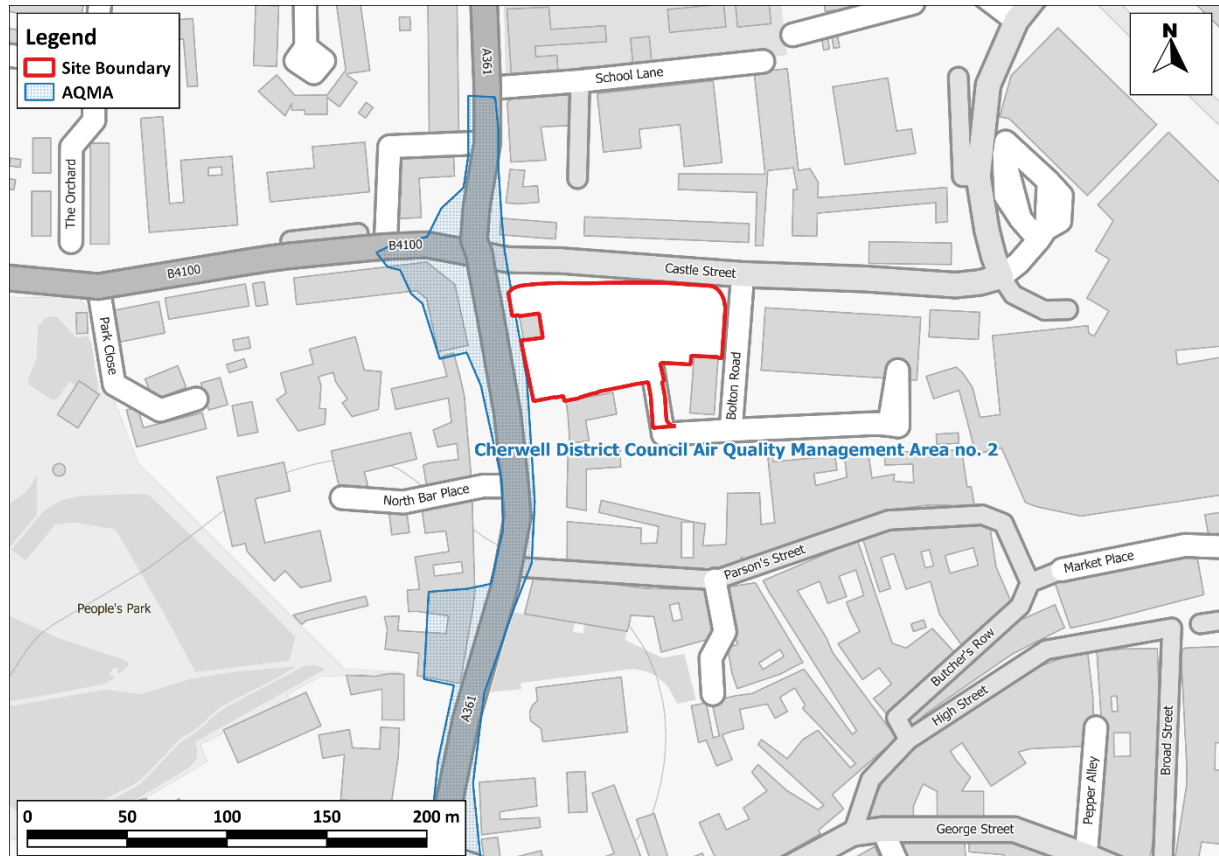 Legend
Site Boundary
AQMA
N
A361
School Lane
The Orchard
B4100
B4100
Castle Street
Park Close
Bolton Road
Cherwell District Council Air Quality Management Area no. 2
North Bar Place
Parson's Street
Market Place
People's Park
Butcher's Row
High Street
A361
Broad Street
Pepper Alley
George Street
0 50 100 150 200 m